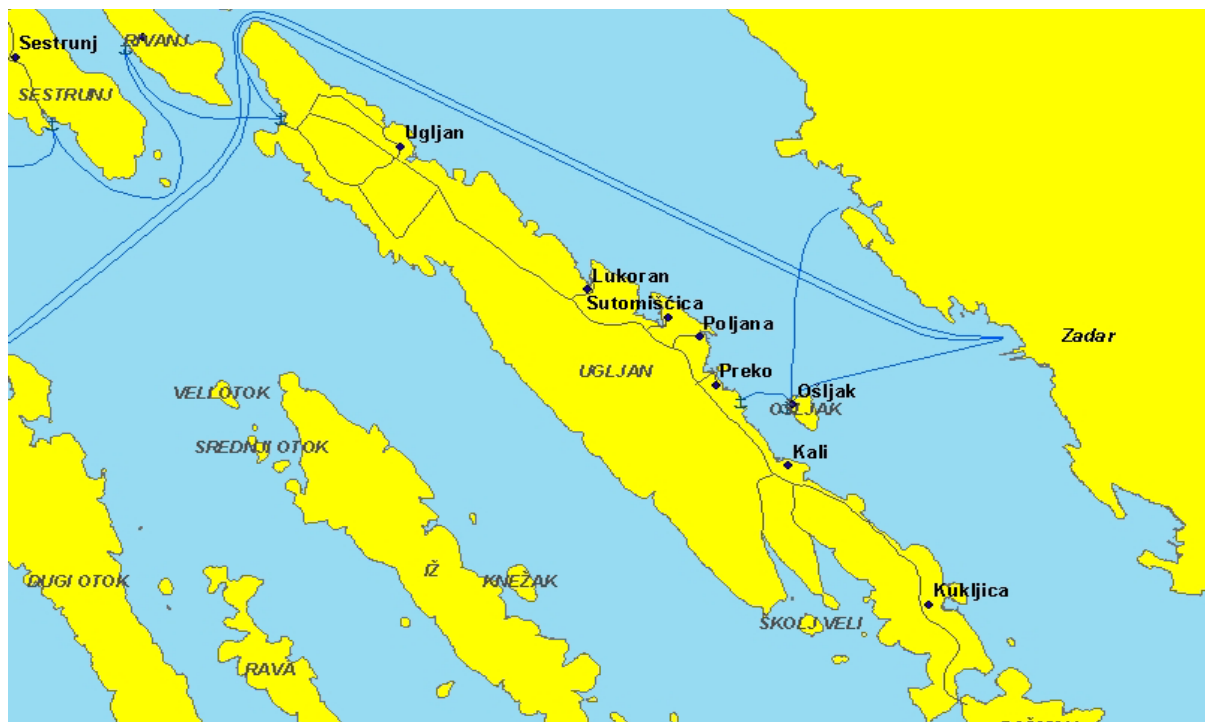 RIVANJ
Sestrunj
SESTRUNJ
Ugljan
Lukoran
Sutomišćica
Poljana
Zadar
UGLJAN
Preko
VELI OTOK
Ošljak
OŠLJAK
SREDNJI OTOK
Kali
IŽ
DUGI OTOK
KNEŽAK
Kukljica
ŠKOLJ VELI
RAVA